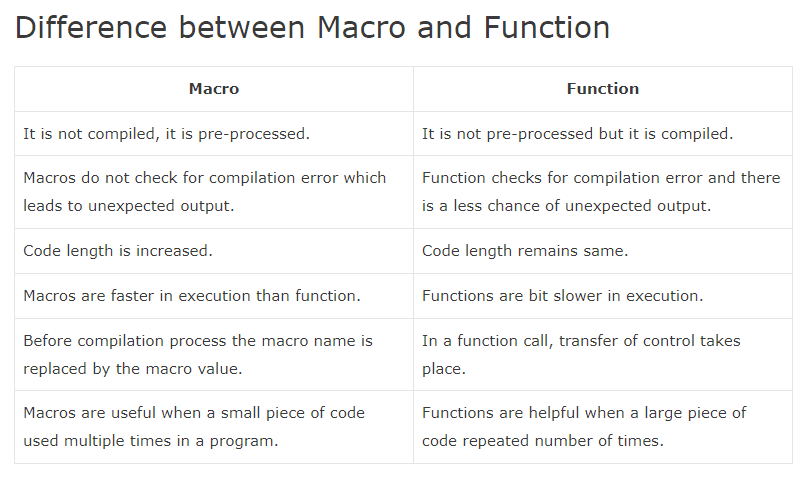 Difference between Macro and Function
Macro
Function
It is not compiled, it is pre-processed.
It is not pre-processed but it is compiled.
Macros do not check for compilation error which
leads to unexpected output.
Function checks for compilation error and there
is a less chance of unexpected output.
Code length is increased.
Code length remains same.
Macros are faster in execution than function.
Functions are bit slower in execution.
Before compilation process the macro name is
replaced by the macro value.
In a function call, transfer of control takes
place.
Macros are useful when a small piece of code
used multiple times in a program.
Functions are helpful when a large piece of
code repeated number of times.